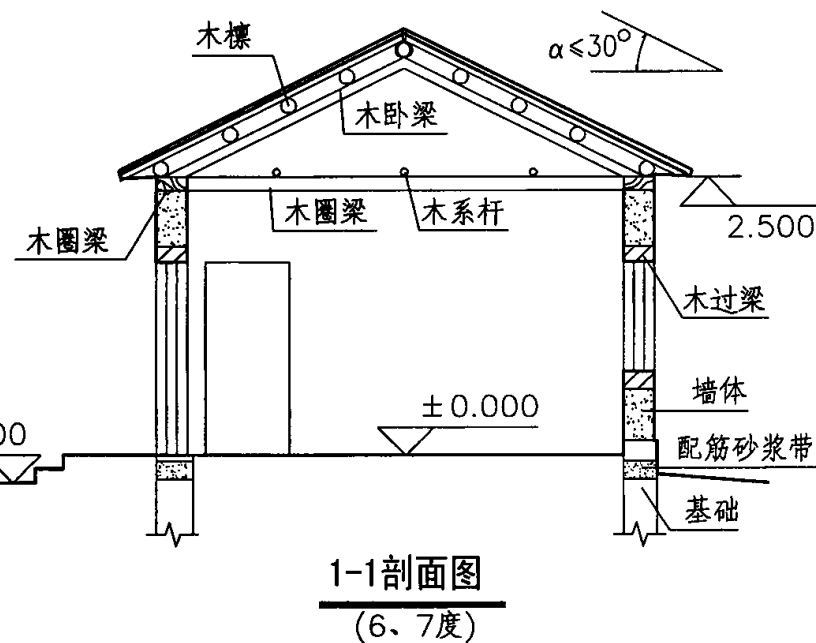 木檩
α≤30°
木卧梁
木圈梁
木系杆
木圈梁
2.500
木过梁
墙体
±0.000
00
配筋砂浆带
基础
1-1剖面图
(6、7度)